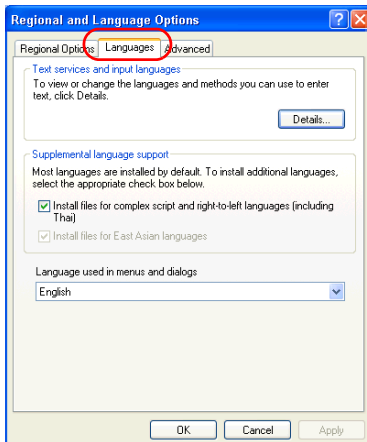 Regional and Language Options
Regional Options
Languages
Advanced
Text services and input languages
To view or change the languages and methods you can use to enter
text, click Details.
Details...
Supplemental language support
Most languages are installed by default. To install additional languages,
select the appropriate check box below.
Install files for complex script and right-to-left languages (including
Thai)
Install files for East Asian languages
Language used in menus and dialogs
English
OK
Cancel
Apply